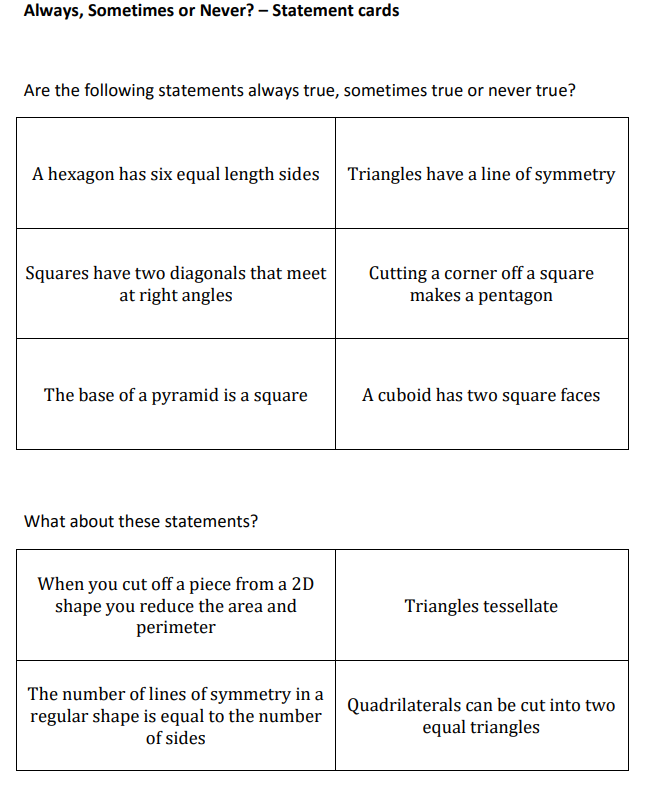 Always, Sometimes or Never? – Statement cards
Are the following statements always true, sometimes true or never true?
A hexagon has six equal length sides
Triangles have a line of symmetry
Squares have two diagonals that meet
at right angles
Cutting a corner off a square
makes a pentagon
The base of a pyramid is a square
A cuboid has two square faces
What about these statements?
When you cut off a piece from a 2D
shape you reduce the area and
perimeter
Triangles tessellate
The number of lines of symmetry in a
regular shape is equal to the number
of sides
Quadrilaterals can be cut into two
equal triangles